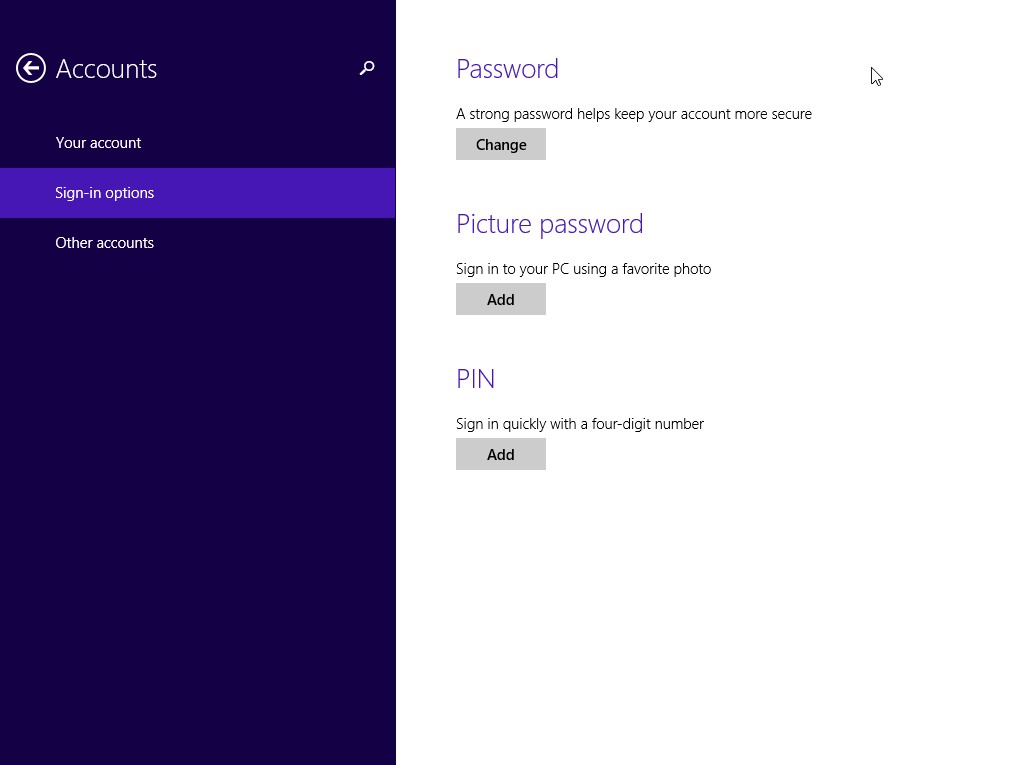 Accounts
Your account
Sign-in options
Other accounts
Password
A strong password helps keep your account more secure
Change
Picture password
Sign in to your PC using a favorite photo
Add
PIN
Sign in quickly with a four-digit number
Add